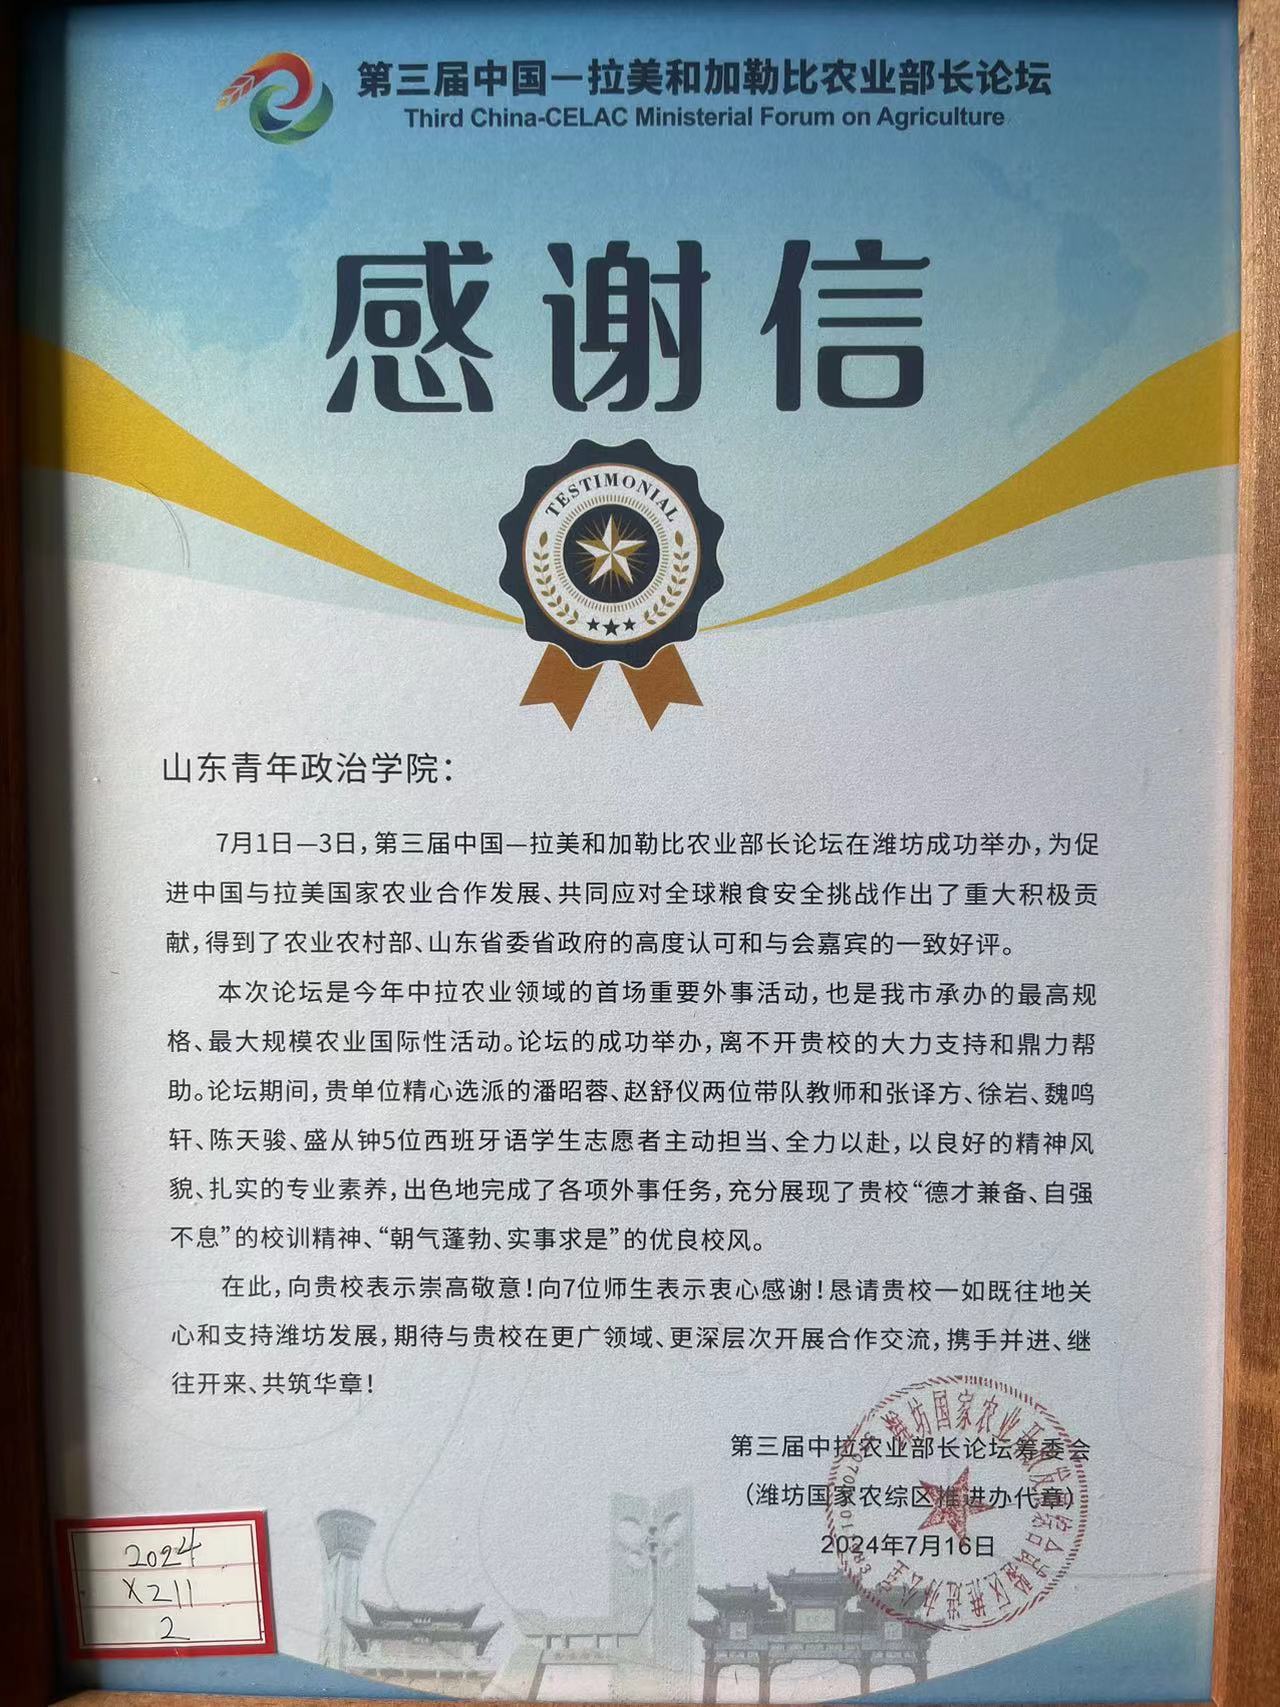 第三届中国—拉美和加勒比农业部长论坛
Third China-CELAC Ministerial Forum on Agriculture
感谢信
TESTIMONIAL
山东青年政治学院：
7月1日—3日，第三届中国—拉美和加勒比农业部长论坛在潍坊成功举办，为促
进中国与拉美国家农业合作发展、共同应对全球粮食安全挑战作出了重大积极贡
献，得到了农业农村部、山东省委省政府的高度认可和与会嘉宾的一致好评。
本次论坛是今年中拉农业领域的首场重要外事活动，也是我市承办的最高规
格、最大规模农业国际性活动。论坛的成功举办，离不开贵校的大力支持和鼎力帮
助。论坛期间，贵单位精心选派的潘昭蓉、赵舒仪两位带队教师和张译方、徐岩、魏鸣
轩、陈天骏、盛从钟5位西班牙语学生志愿者主动担当、全力以赴，以良好的精神风
貌、扎实的专业素养，出色地完成了各项外事任务，充分展现了贵校“德才兼备、自强
不息”的校训精神、“朝气蓬勃、实事求是”的优良校风。
在此，向贵校表示崇高敬意！向7位师生表示衷心感谢！恳请贵校一如既往地关
心和支持潍坊发展，期待与贵校在更广领域、更深层次开展合作交流，携手并进、继
往开来、共筑华章！
第三届中拉农业部长论坛筹委会
（潍坊国家农综区推进办代章）
2024年7月16日
潍坊国家农业开放发展综合试验区推进办公室
2024
X211
2